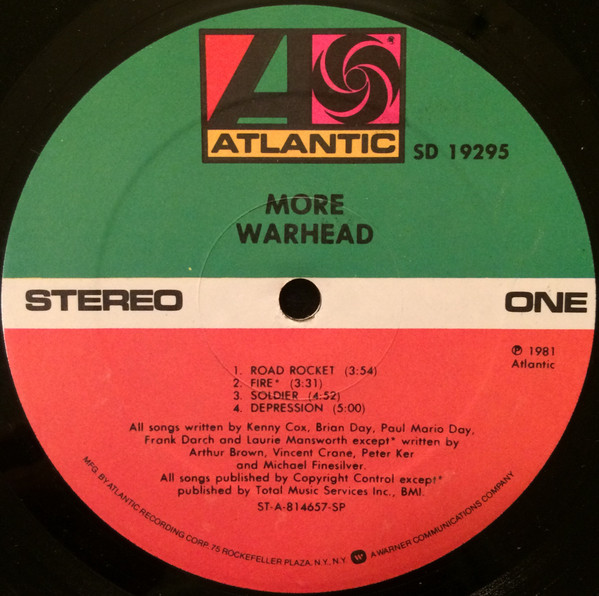 ATLANTIC
SD 19295
MORE
WARHEAD
STEREO
ONE
℗ 1981
Atlantic
1. ROAD ROCKET (3:54)
2. FIRE* (3:31)
3. SOLDIER (4:52)
4. DEPRESSION (5:00)
All songs written by Kenny Cox, Brian Day, Paul Mario Day,
Frank Darch and Laurie Mansworth except* written by
Arthur Brown, Vincent Crane, Peter Ker
and Michael Finesilver.
All songs published by Copyright Control except*
published by Total Music Services Inc., BMI.
ST-A-814657-SP
MFG. BY ATLANTIC RECORDING CORP. 75 ROCKEFELLER PLAZA, N.Y., N.Y. A WARNER COMMUNICATIONS COMPANY